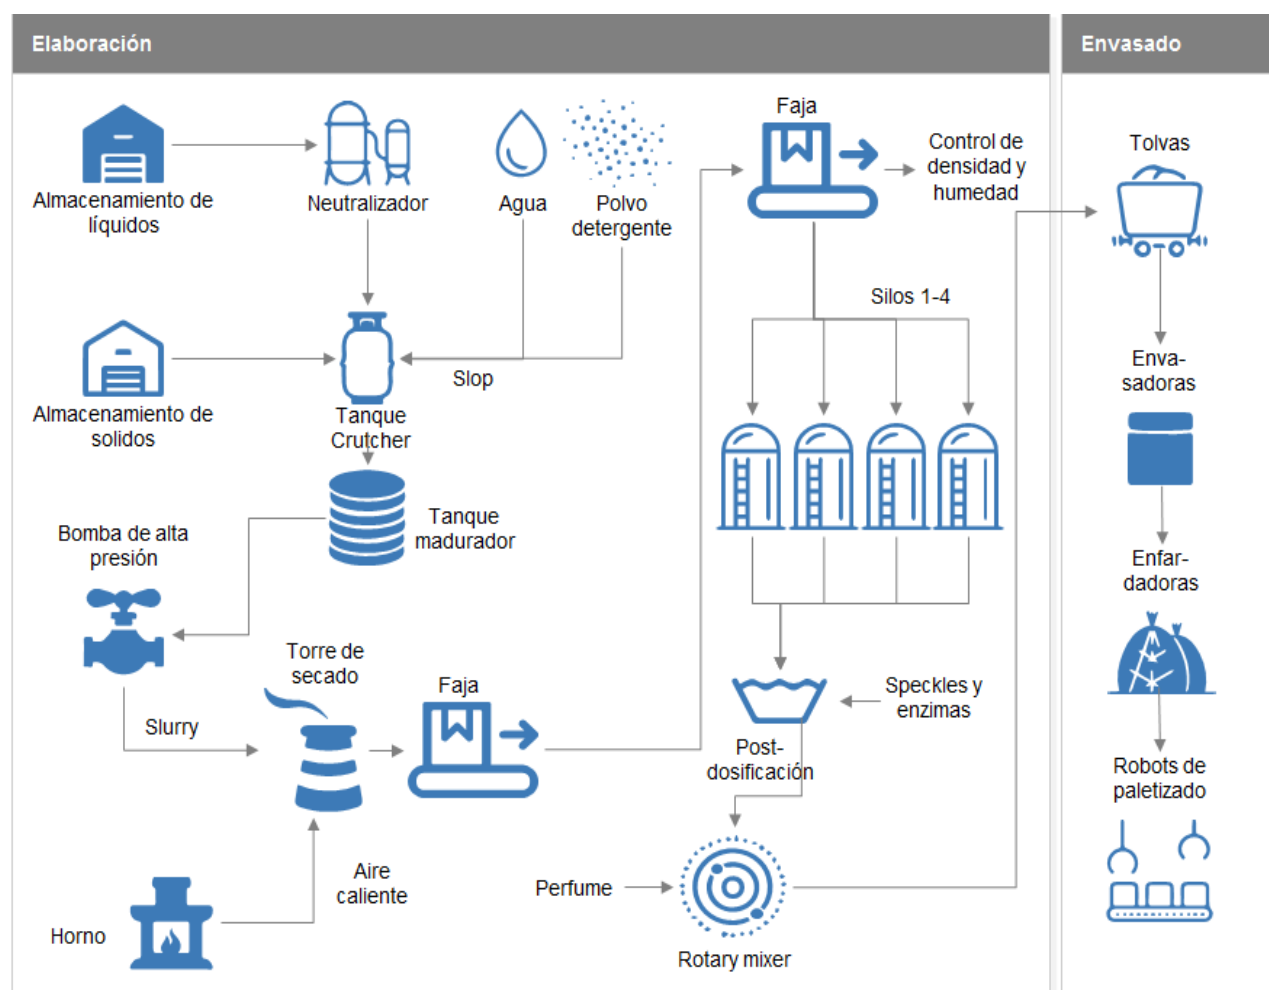 Elaboración
Envasado
Faja
Control de
densidad y
humedad
Tolvas
Almacenamiento de
líquidos
Neutralizador
Agua
Polvo
detergente
Silos 1-4
Enva-
sadoras
Slop
Almacenamiento de
solidos
Tanque
Crutcher
Bomba de alta
presión
Tanque
madurador
Enfar-
dadoras
Torre de
secado
Faja
Speckles y
enzimas
Slurry
Post-
dosificación
Robots de
paletizado
Aire
caliente
Perfume
Horno
Rotary mixer